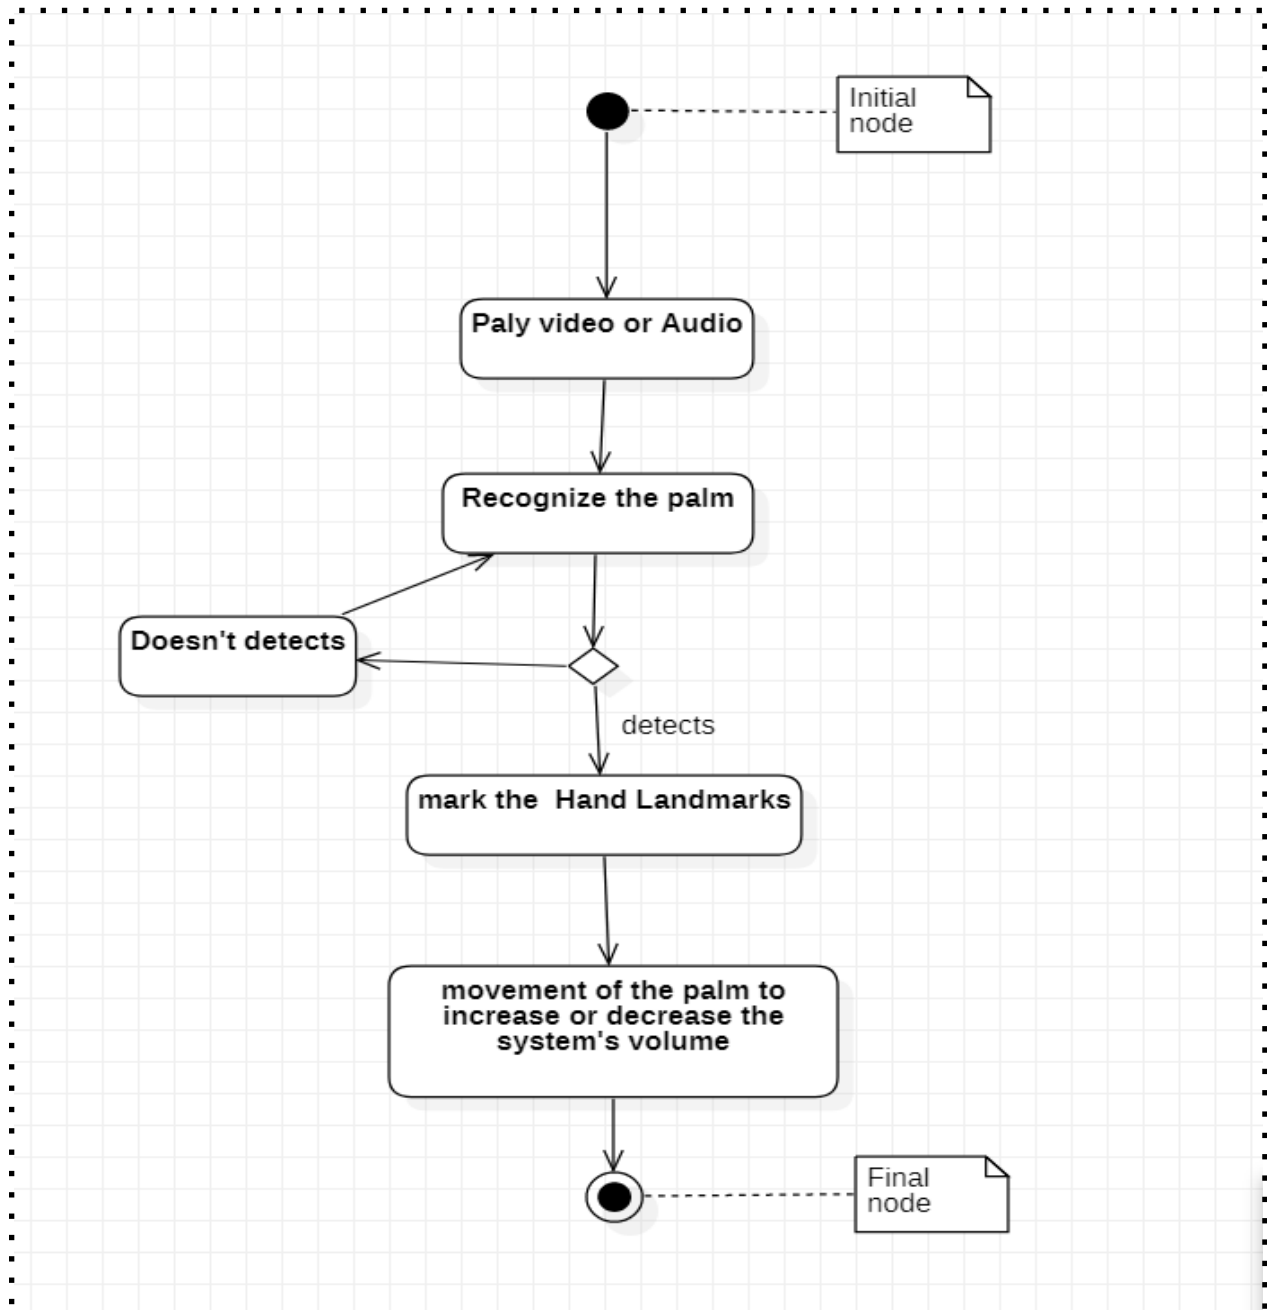 Initial
node
Paly video or Audio
Recognize the palm
Doesn't detects
detects
mark the  Hand Landmarks
movement of the palm to
increase or decrease the
system's volume
Final
node